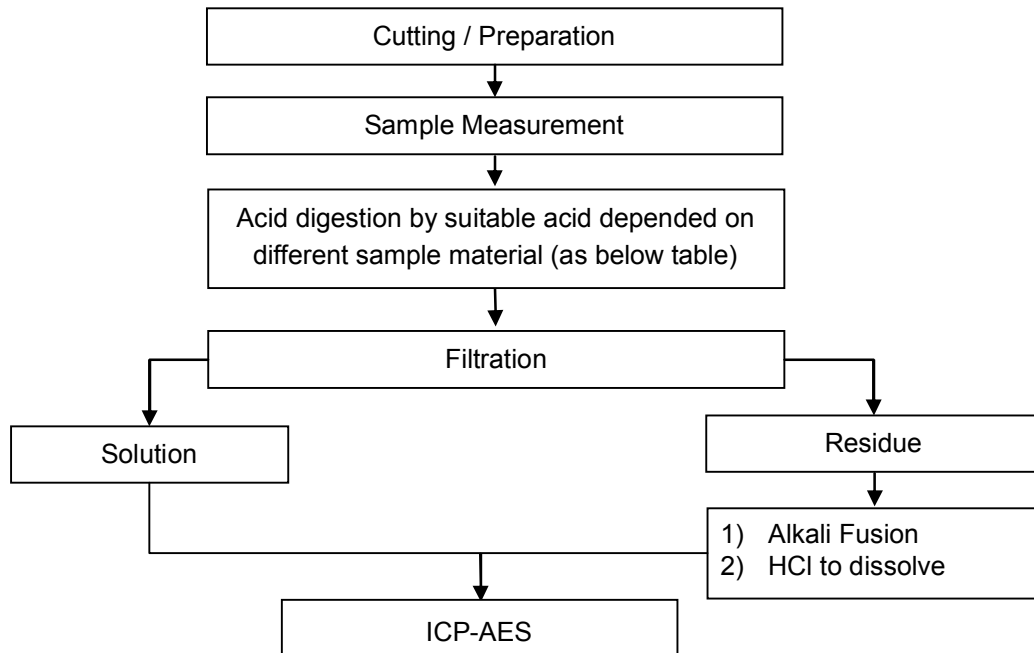 Cutting / Preparation
Sample Measurement
Acid digestion by suitable acid depended on
different sample material (as below table)
Filtration
Solution
Residue
1) Alkali Fusion
2) HCl to dissolve
ICP-AES